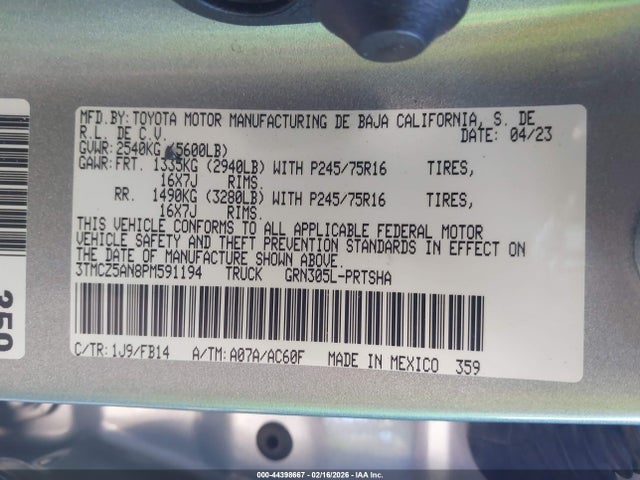 MFD.BY: TOYOTA MOTOR MANUFACTURING DE BAJA CALIFORNIA, S. DE
R.L. DE C.V. DATE: 04/23
GVWR: 2540KG (5600LB)
GAWR: FRT. 1335KG (2940LB) WITH P245/75R16 TIRES,
16X7J RIMS.
RR. 1490KG (3280LB) WITH P245/75R16 TIRES,
16X7J RIMS.
THIS VEHICLE CONFORMS TO ALL APPLICABLE FEDERAL MOTOR
VEHICLE SAFETY AND THEFT PREVENTION STANDARDS IN EFFECT ON
THE DATE OF MANUFACTURE SHOWN ABOVE.
3TMCZ5AN8PM591194 TRUCK GRN305L-PRTSHA
C/TR: 1J9/FB14 A/TM: A07A/AC60F MADE IN MEXICO 359
359
000-44398667 - 02/16/2026 - IAA Inc.